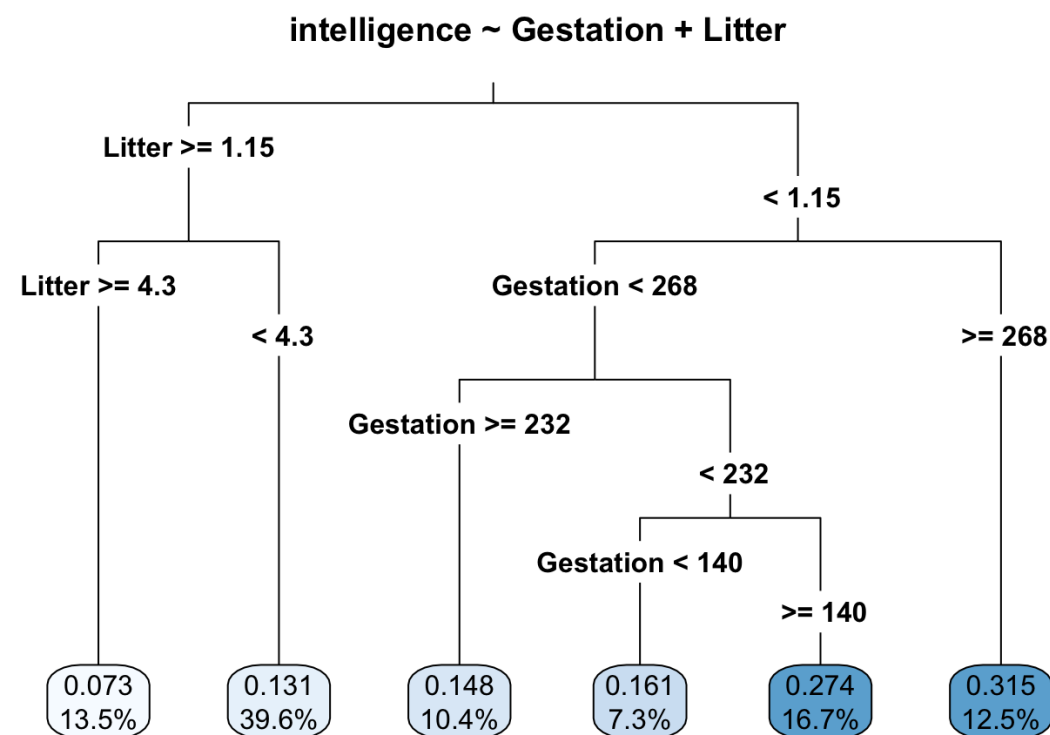 intelligence ~ Gestation + Litter
Litter >= 1.15
< 1.15
Litter >= 4.3
Gestation < 268
< 4.3
>= 268
Gestation >= 232
< 232
Gestation < 140
>= 140
0.073
13.5%
0.131
39.6%
0.148
10.4%
0.161
7.3%
0.274
16.7%
0.315
12.5%